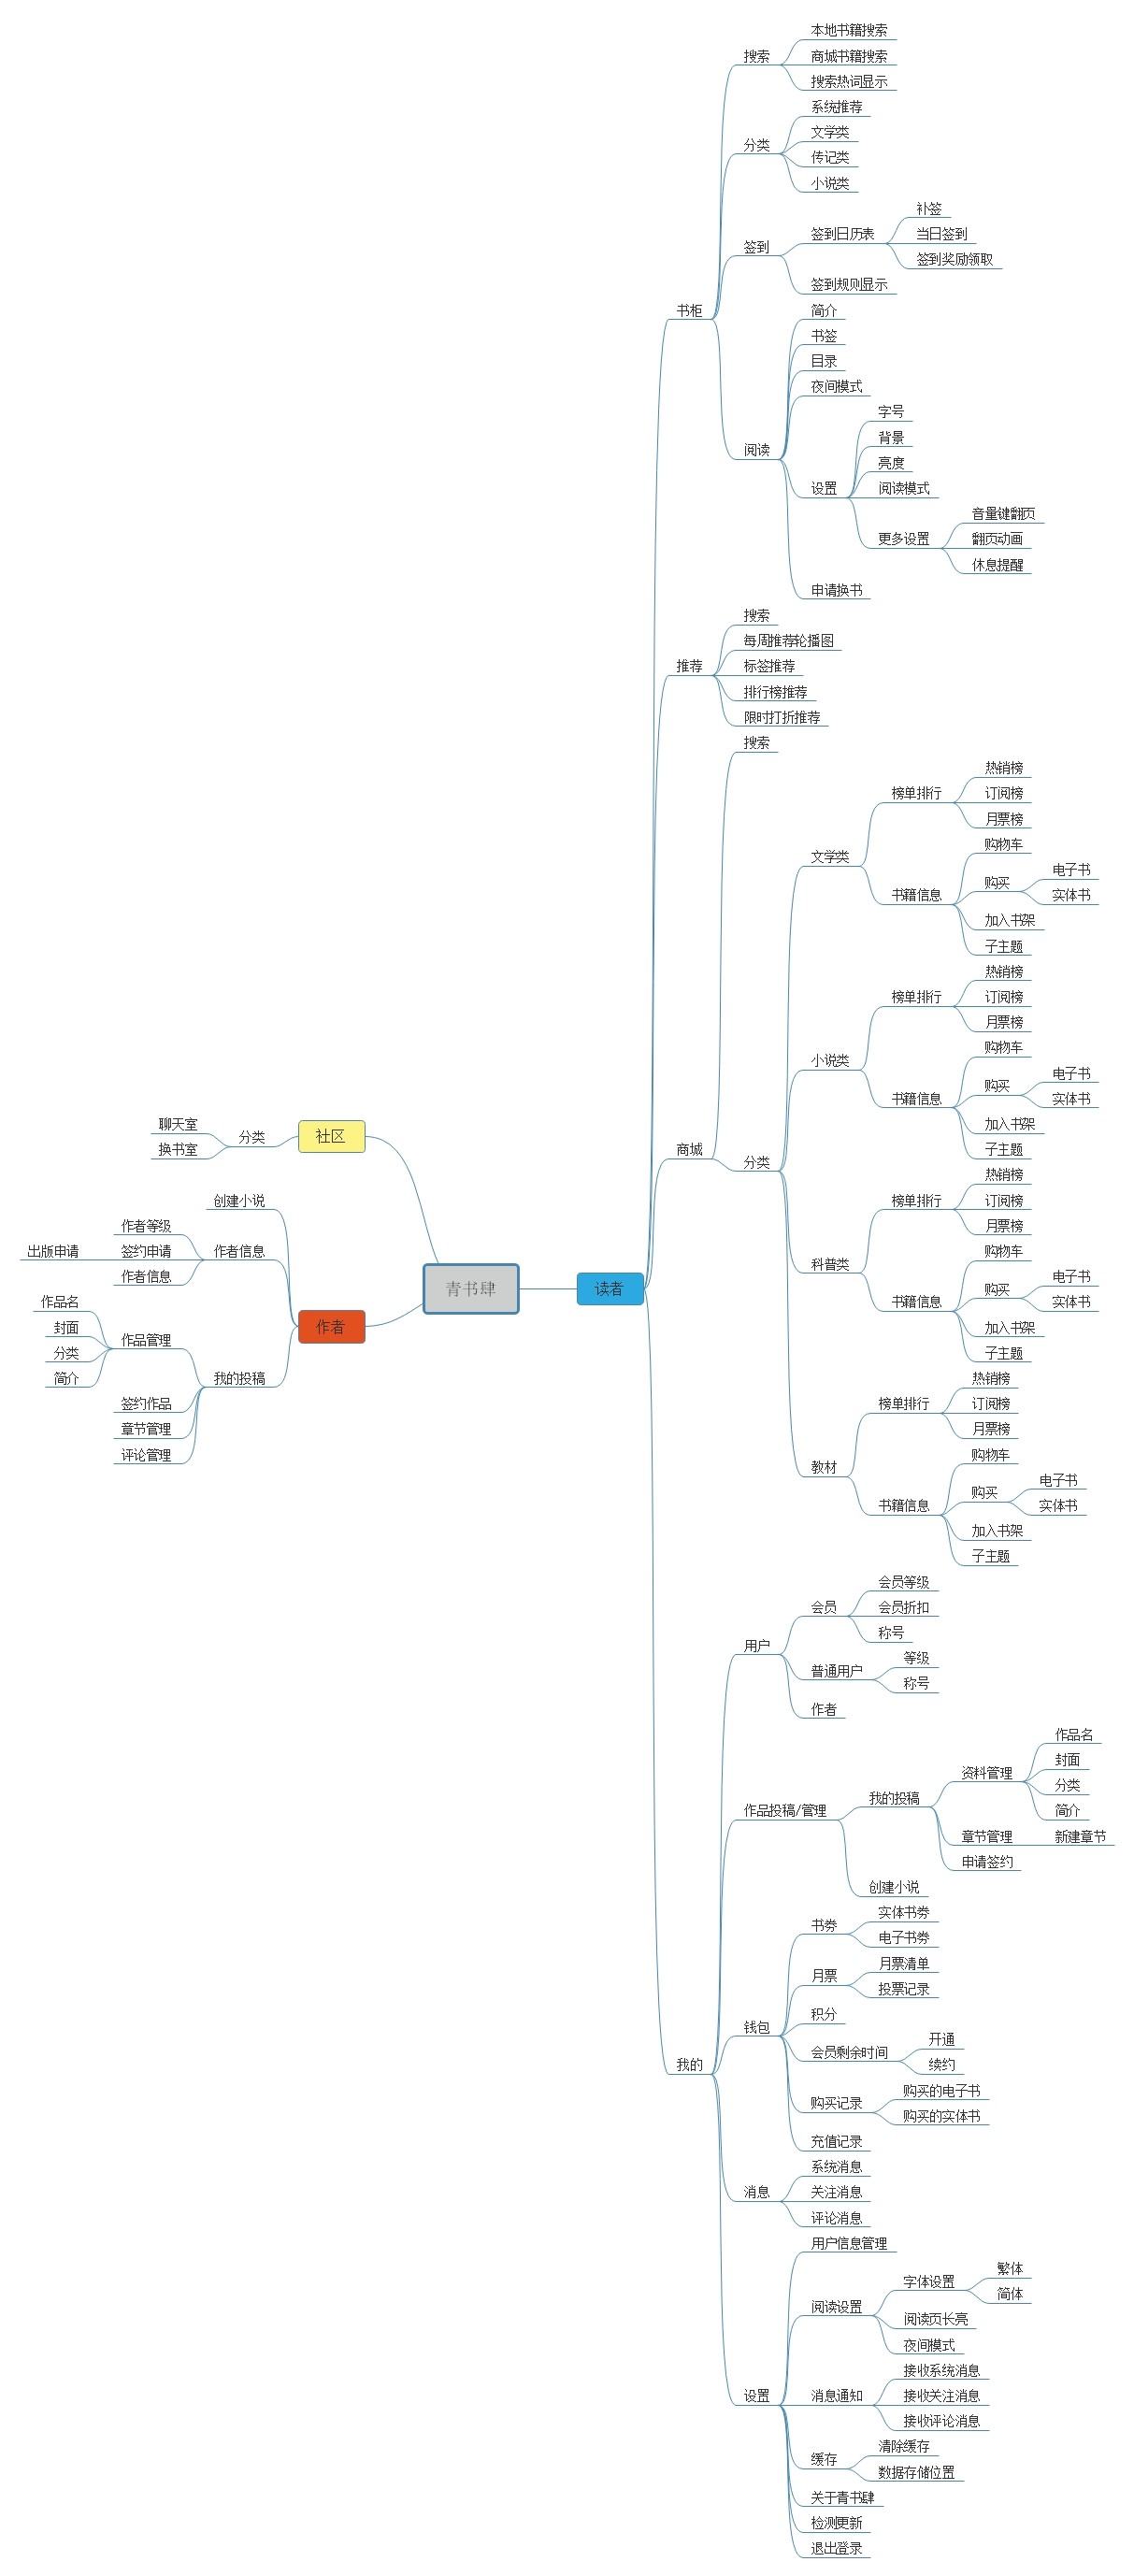 青书肆
读者
书柜
搜索
本地书籍搜索
商城书籍搜索
搜索热词显示
分类
系统推荐
文学类
传记类
小说类
签到
签到日历表
补签
当日签到
签到奖励领取
签到规则显示
阅读
简介
书签
目录
夜间模式
设置
字号
背景
亮度
阅读模式
更多设置
音量键翻页
翻页动画
休息提醒
申请换书
推荐
搜索
每周推荐轮播图
标签推荐
排行榜推荐
限时打折推荐
商城
搜索
分类
文学类
榜单排行
热销榜
订阅榜
月票榜
书籍信息
购物车
购买
电子书
实体书
加入书架
子主题
小说类
榜单排行
热销榜
订阅榜
月票榜
书籍信息
购物车
购买
电子书
实体书
加入书架
子主题
科普类
榜单排行
热销榜
订阅榜
月票榜
书籍信息
购物车
购买
电子书
实体书
加入书架
子主题
教材
榜单排行
热销榜
订阅榜
月票榜
书籍信息
购物车
购买
电子书
实体书
加入书架
子主题
我的
用户
会员
会员等级
会员折扣
称号
普通用户
等级
称号
作者
作品投稿/管理
我的投稿
资料管理
作品名
封面
分类
简介
章节管理
新建章节
申请签约
创建小说
钱包
书券
实体书券
电子书券
月票
月票清单
投票记录
积分
会员剩余时间
开通
续约
购买记录
购买的电子书
购买的实体书
充值记录
消息
系统消息
关注消息
评论消息
设置
用户信息管理
阅读设置
字体设置
繁体
简体
阅读页长亮
夜间模式
消息通知
接收系统消息
接收关注消息
接收评论消息
缓存
清除缓存
数据存储位置
关于青书肆
检测更新
退出登录
社区
分类
聊天室
换书室
作者
创建小说
作者信息
作者等级
签约申请
出版申请
作者信息
我的投稿
作品管理
作品名
封面
分类
简介
签约作品
章节管理
评论管理